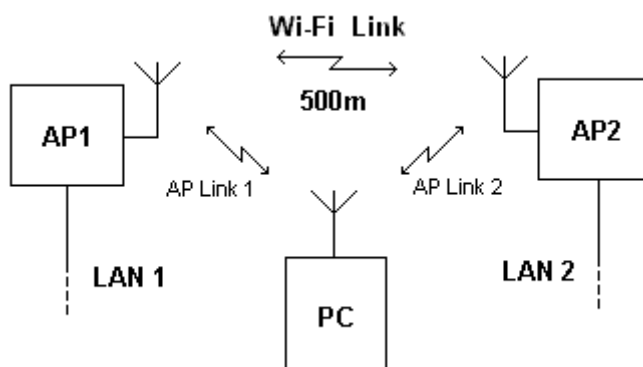 Wi-Fi Link
500m
AP1
AP2
AP Link 1
AP Link 2
LAN 1
LAN 2
PC